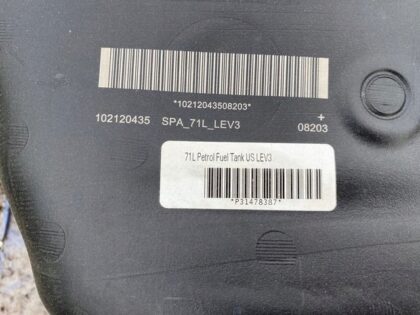 *10212043508203*
102120435 SPA_71L_LEV3 +
08203
71L Petrol Fuel Tank US LEV3
*P31478387*